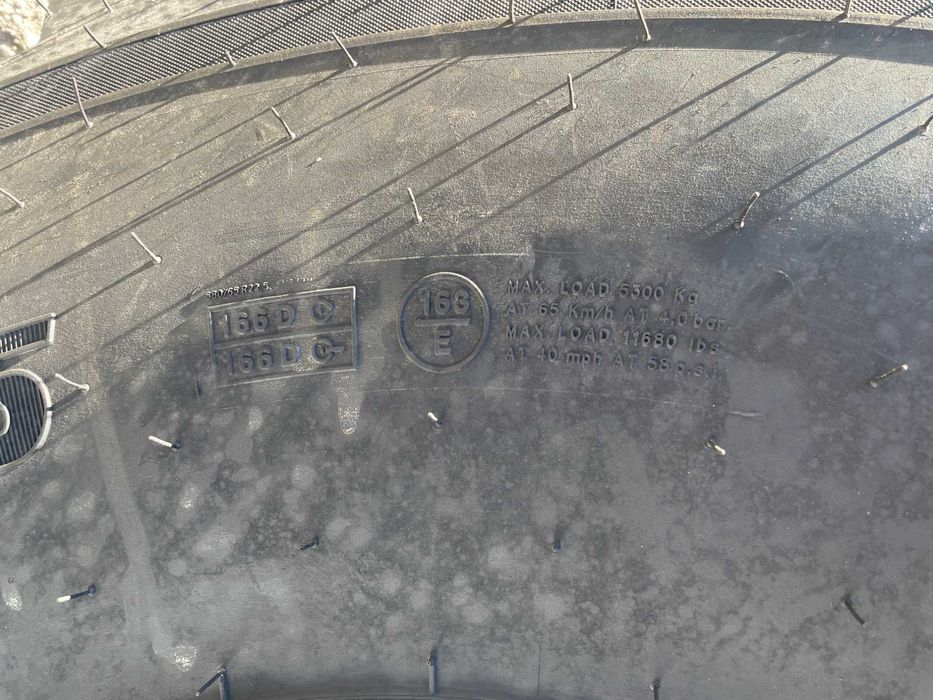 166 D C
166 D C
163
E
MAX. LOAD 5300 Kg
AT 65 Km/h AT 4.0 bar.
MAX. LOAD 11680 lbs
AT 40 mph AT 58 p.s.i.